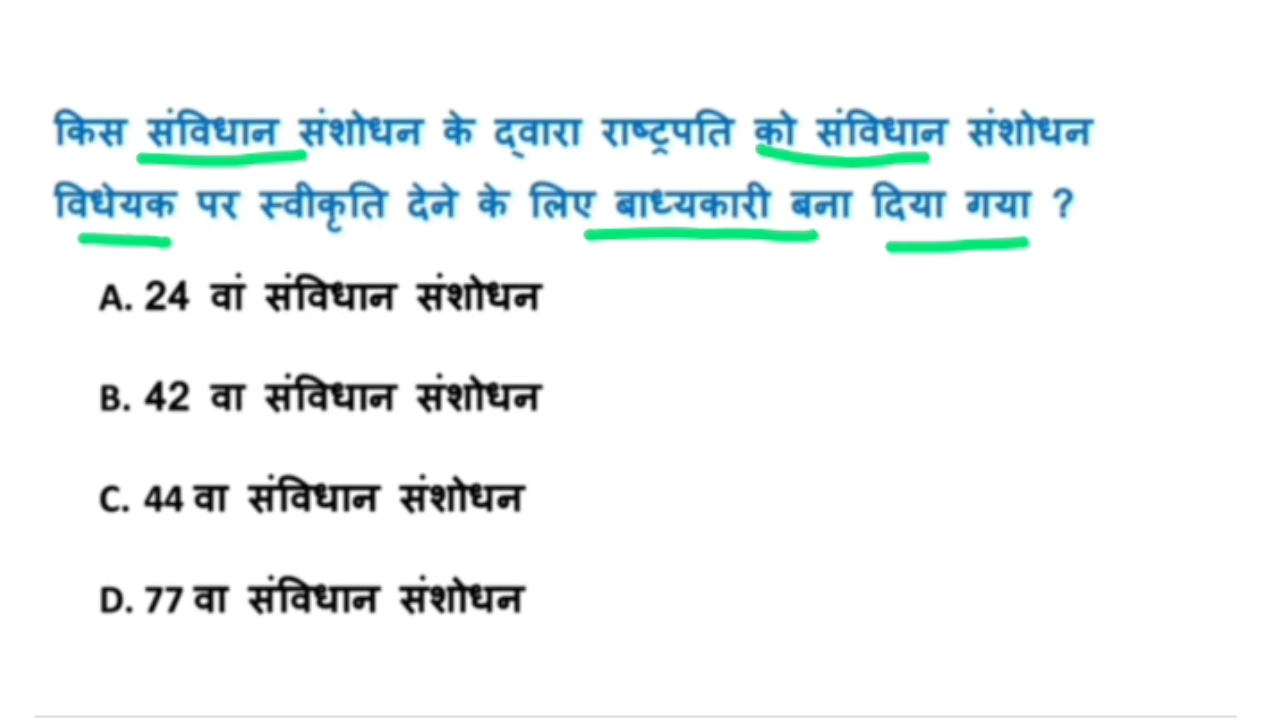 किस संविधान संशोधन के द्वारा राष्ट्रपति को संविधान संशोधन
विधेयक पर स्वीकृति देने के लिए बाध्यकारी बना दिया गया ?
A. 24 वां संविधान संशोधन
B. 42 वा संविधान संशोधन
C. 44 वा संविधान संशोधन
D. 77 वा संविधान संशोधन